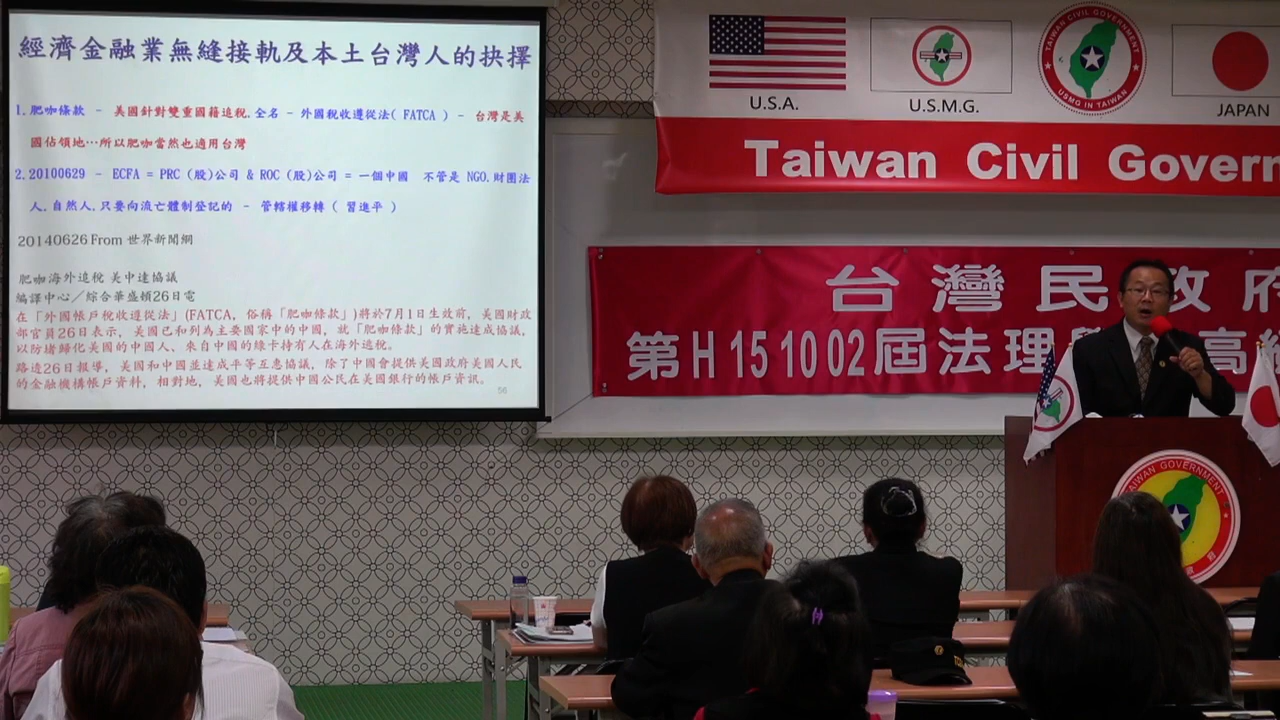 經濟金融業無縫接軌及本土台灣人的抉擇
1. 肥咖條款 - 美國針對雙重國籍追稅.全名 - 外國稅收遵從法( FATCA ) - 台灣是美
國佔領地…所以肥咖當然也適用台灣
2. 20100629 - ECFA = PRC (股)公司 & ROC (股)公司 = 一個中國 不管是 NGO.財團法
人.自然人.只要向流亡體制登記的 - 管轄權移轉 ( 習進平 )
20140626 From 世界新聞網
肥咖海外追稅 美中達協議
編譯中心／綜合華盛頓26日電
在「外國帳戶稅收遵從法」(FATCA, 俗稱「肥咖條款」)將於7月1日生效前, 美國財政
部官員26日表示, 美國已和列為主要國家中的中國, 就「肥咖條款」的實施達成協議,
以防堵歸化美國的中國人、來自中國的綠卡持有人在海外逃稅。
路透26日報導, 美國和中國並達成平等互惠協議, 除了中國會提供美國政府美國人民
的金融機構帳戶資料, 相對地, 美國也將提供中國公民在美國銀行的帳戶資訊。
56
U.S.A.
U.S.M.G.
TAIWAN CIVIL GOVERNMENT
USMG IN TAIWAN
JAPAN
Taiwan Civil Govern
台灣民政府
第H 15 10 02屆法理學 高
TAIWAN GOVERNMENT